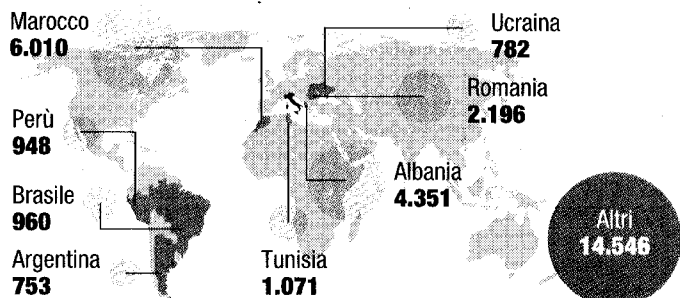 Marocco
6.010
Ucraina
782
Romania
2.196
Perù
948
Albania
4.351
Brasile
960
Altri
14.546
Argentina
753
Tunisia
1.071